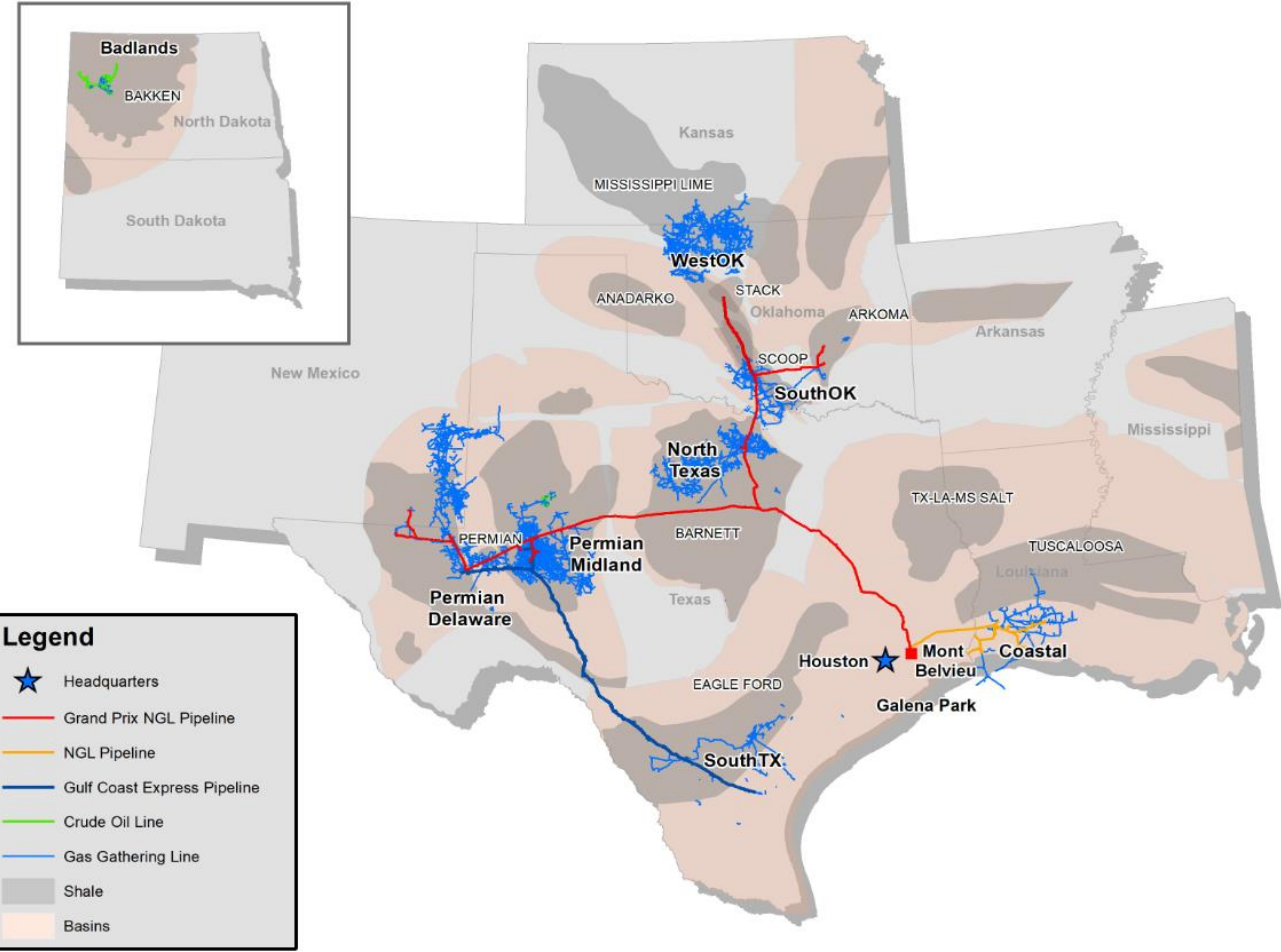 Badlands
BAKKEN
North Dakota
South Dakota
Kansas
MISSISSIPPI LIME
WestOK
STACK
ANADARKO
Oklahoma
ARKOMA
Arkansas
SCOOP
New Mexico
SouthOK
Mississippi
North
Texas
TX-LA-MS SALT
BARNETT
PERMIAN
Permian
Midland
TUSCALOOSA
Louisiana
Permian
Delaware
Texas
Houston
Mont
Belvieu
Coastal
EAGLE FORD
Galena Park
SouthTX
Legend
Headquarters
Grand Prix NGL Pipeline
NGL Pipeline
Gulf Coast Express Pipeline
Crude Oil Line
Gas Gathering Line
Shale
Basins